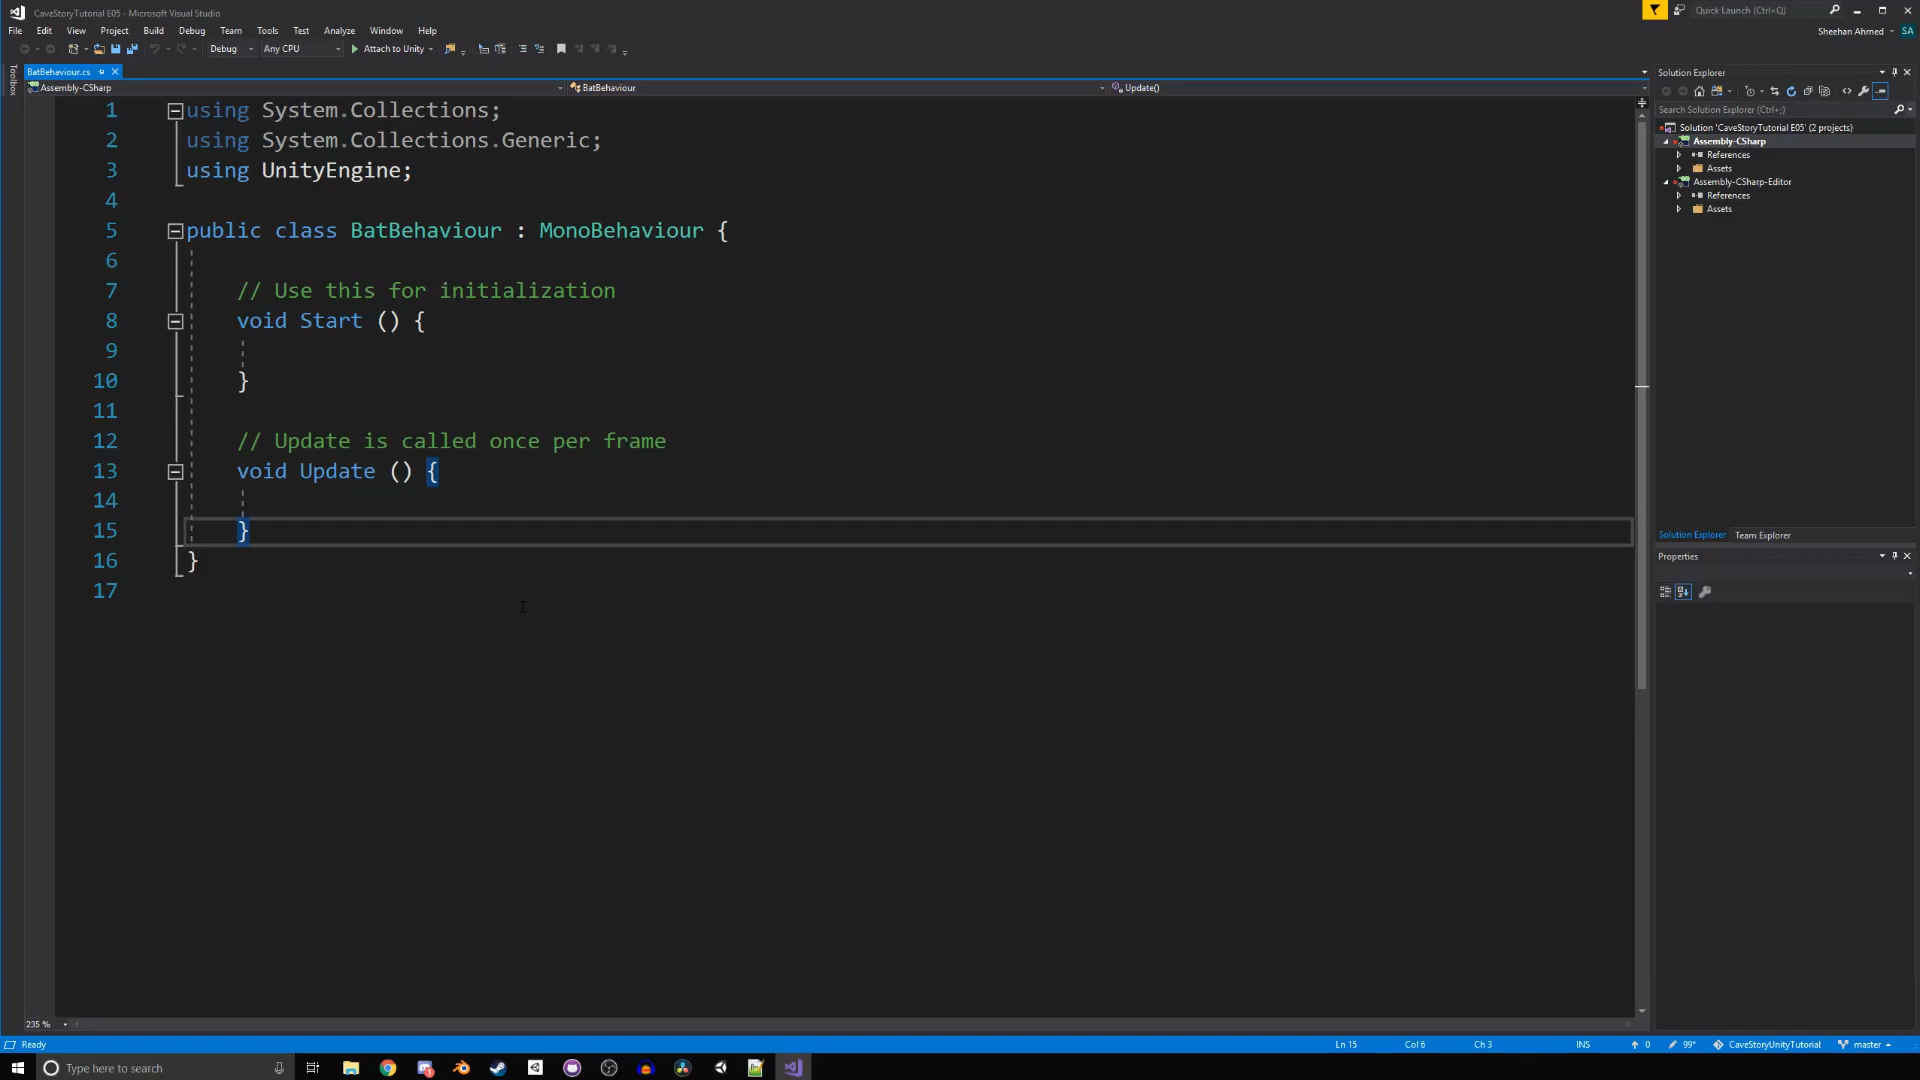 CaveStoryTutorial E05 - Microsoft Visual Studio
Quick Launch (Ctrl+Q)
File Edit View Project Build Debug Team Tools Test Analyze Window Help
Sheehan Ahmed SA
Debug Any CPU Attach to Unity
Toolbox
BatBehaviour.cs
Assembly-CSharp BatBehaviour Update()
1 using System.Collections;
2 using System.Collections.Generic;
3 using UnityEngine;
4
5 public class BatBehaviour : MonoBehaviour {
6
7 // Use this for initialization
8 void Start () {
9
10 }
11
12 // Update is called once per frame
13 void Update () {
14
15 }
16 }
17
235 %
Solution Explorer
Search Solution Explorer (Ctrl+;)
Solution 'CaveStoryTutorial E05' (2 projects)
Assembly-CSharp
References
Assets
Assembly-CSharp-Editor
References
Assets
Solution Explorer Team Explorer
Properties
Ready Ln 15 Col 6 Ch 3 INS 0 99* CaveStoryUnityTutorial master
Type here to search